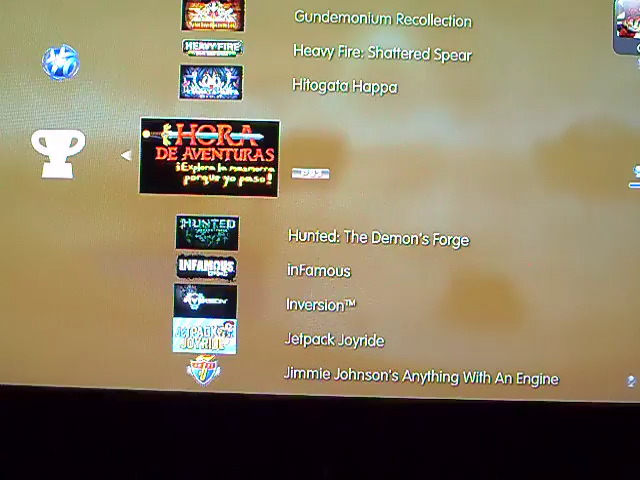 Gundemonium Recollection
HEAVY FIRE
Heavy Fire: Shattered Spear
Hitogata Happa
HORA
DE AVENTURAS
¡Explora la mazmorra
porque yo paso!
PS3
HUNTED
Hunted: The Demon's Forge
INFAMOUS
inFamous
Inversion™
JETPACK
JOYRIDE
Jetpack Joyride
Jimmie Johnson's Anything With An Engine